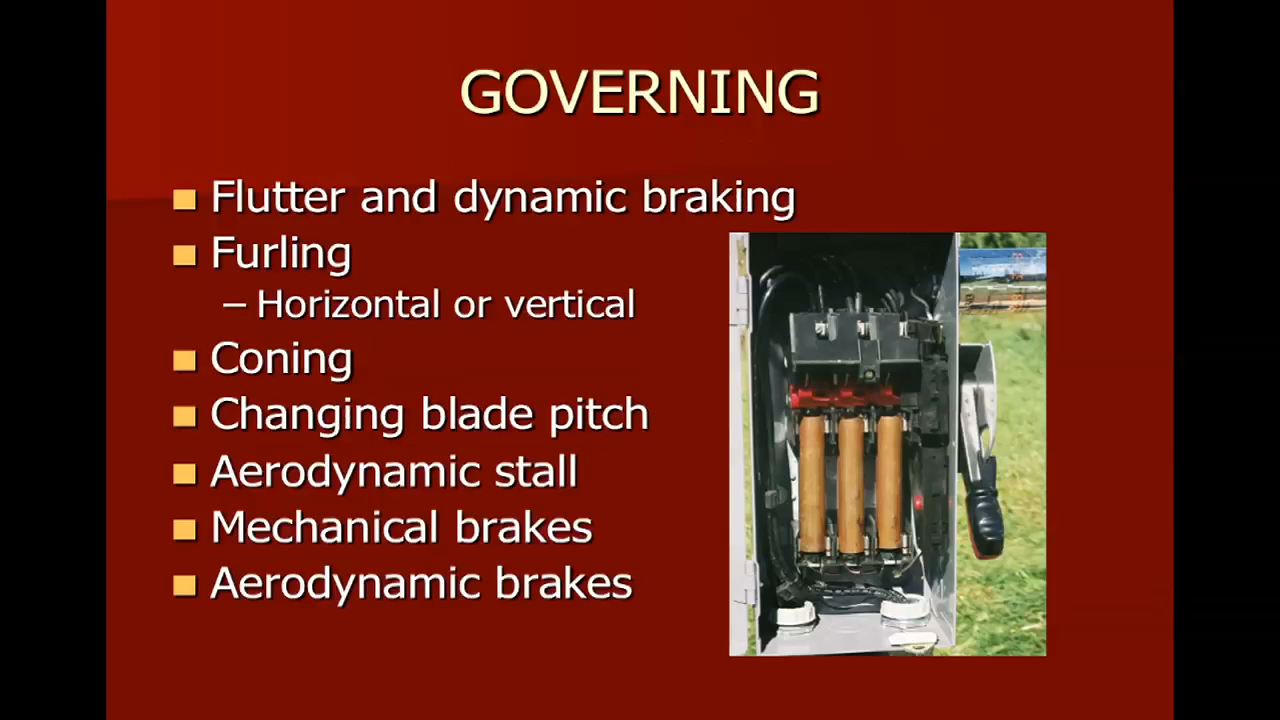 GOVERNING
Flutter and dynamic braking
Furling
– Horizontal or vertical
Coning
Changing blade pitch
Aerodynamic stall
Mechanical brakes
Aerodynamic brakes